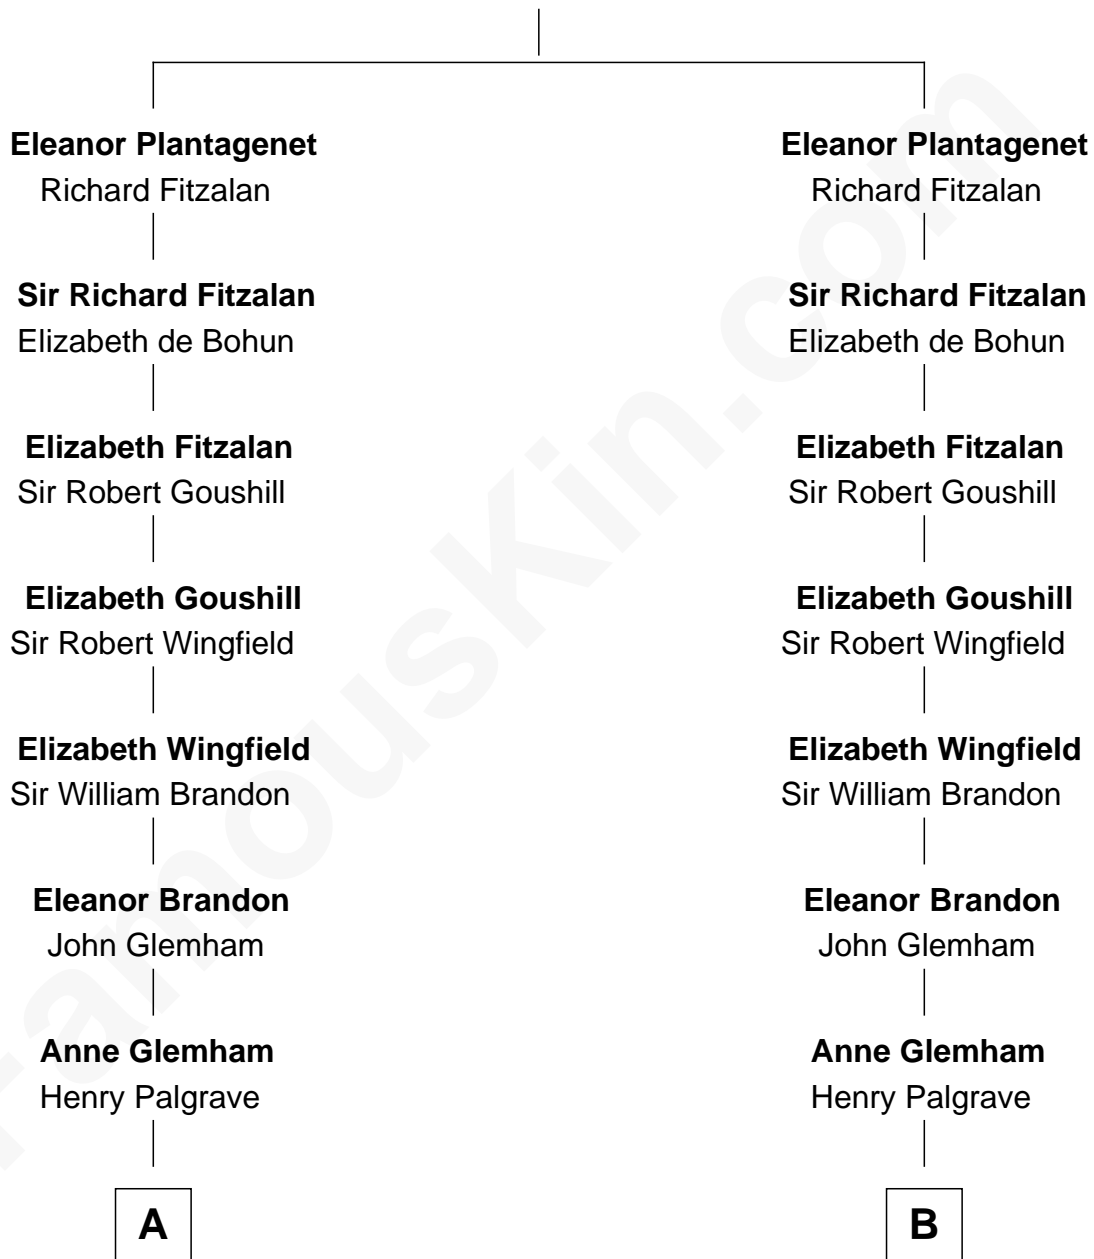 Eleanor Plantagenet
Richard Fitzalan
Sir Richard Fitzalan
Elizabeth de Bohun
Elizabeth Fitzalan
Sir Robert Goushill
Elizabeth Goushill
Sir Robert Wingfield
Elizabeth Wingfield
Sir William Brandon
Eleanor Brandon
John Glemham
Anne Glemham
Henry Palgrave
A
Eleanor Plantagenet
Richard Fitzalan
Sir Richard Fitzalan
Elizabeth de Bohun
Elizabeth Fitzalan
Sir Robert Goushill
Elizabeth Goushill
Sir Robert Wingfield
Elizabeth Wingfield
Sir William Brandon
Eleanor Brandon
John Glemham
Anne Glemham
Henry Palgrave
B
FamousKin.com